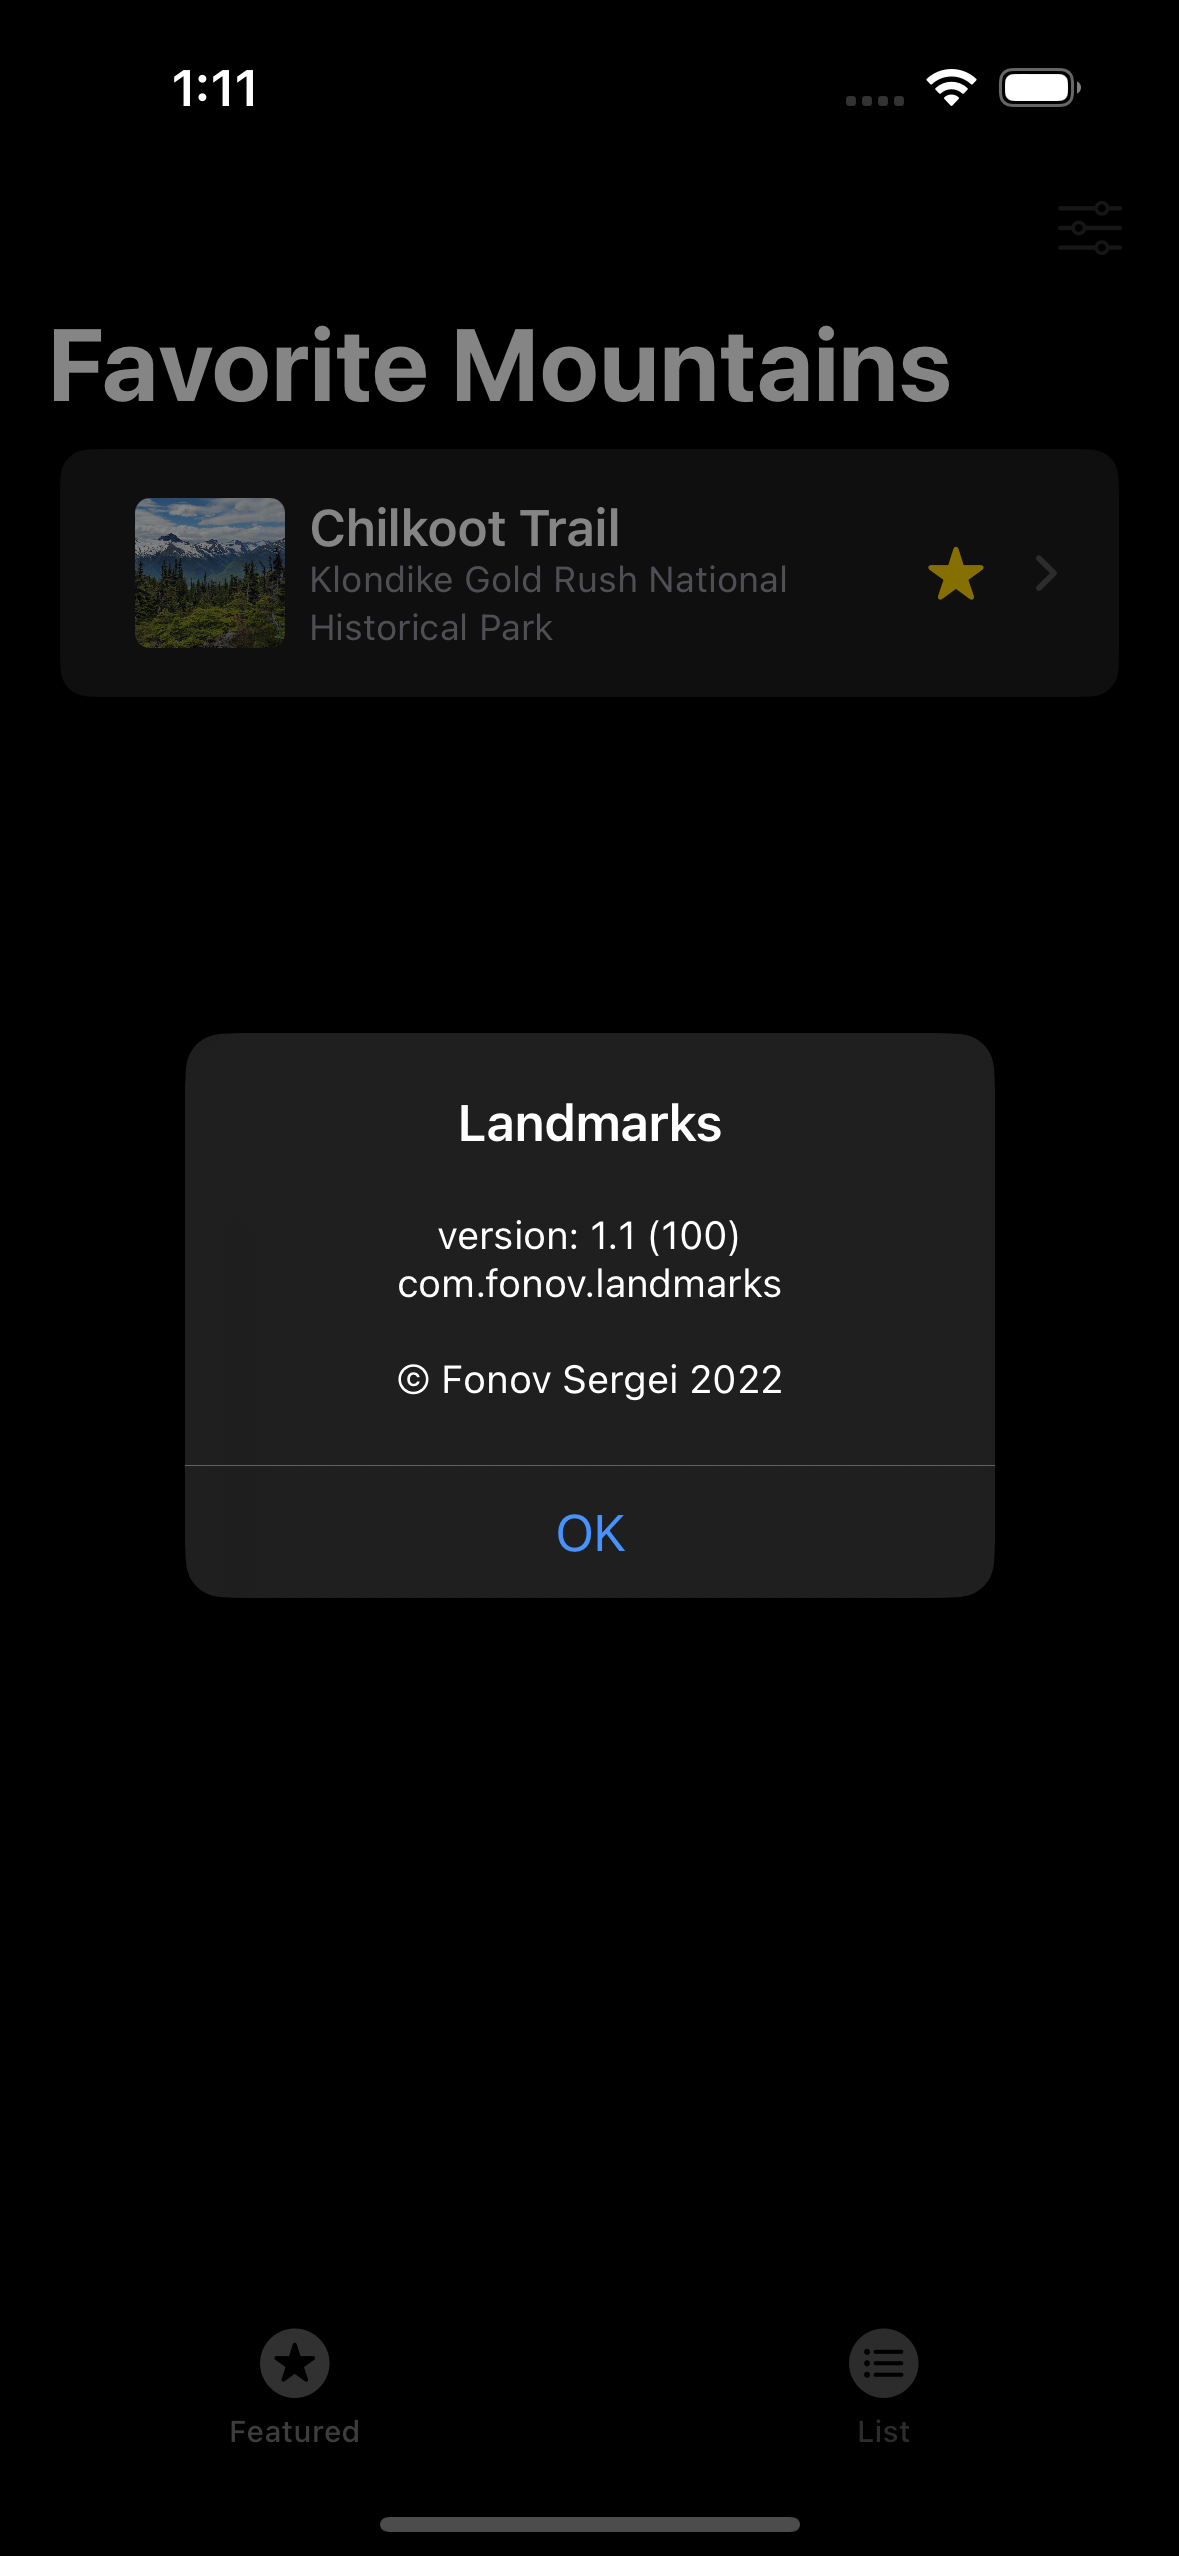 1:11
Favorite Mountains
Chilkoot Trail
Klondike Gold Rush National
Historical Park
Landmarks
version: 1.1 (100)
com.fonov.landmarks
© Fonov Sergei 2022
OK
Featured
List